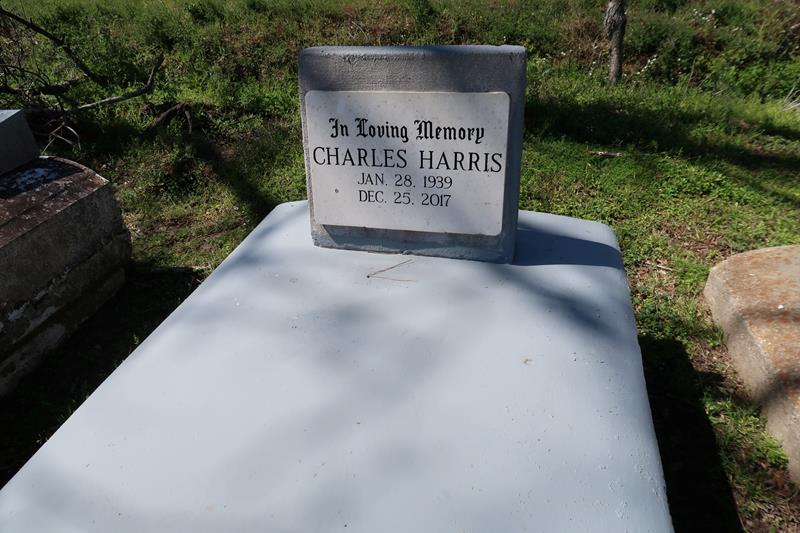 In Loving Memory
CHARLES HARRIS
JAN. 28. 1939
DEC. 25. 2017